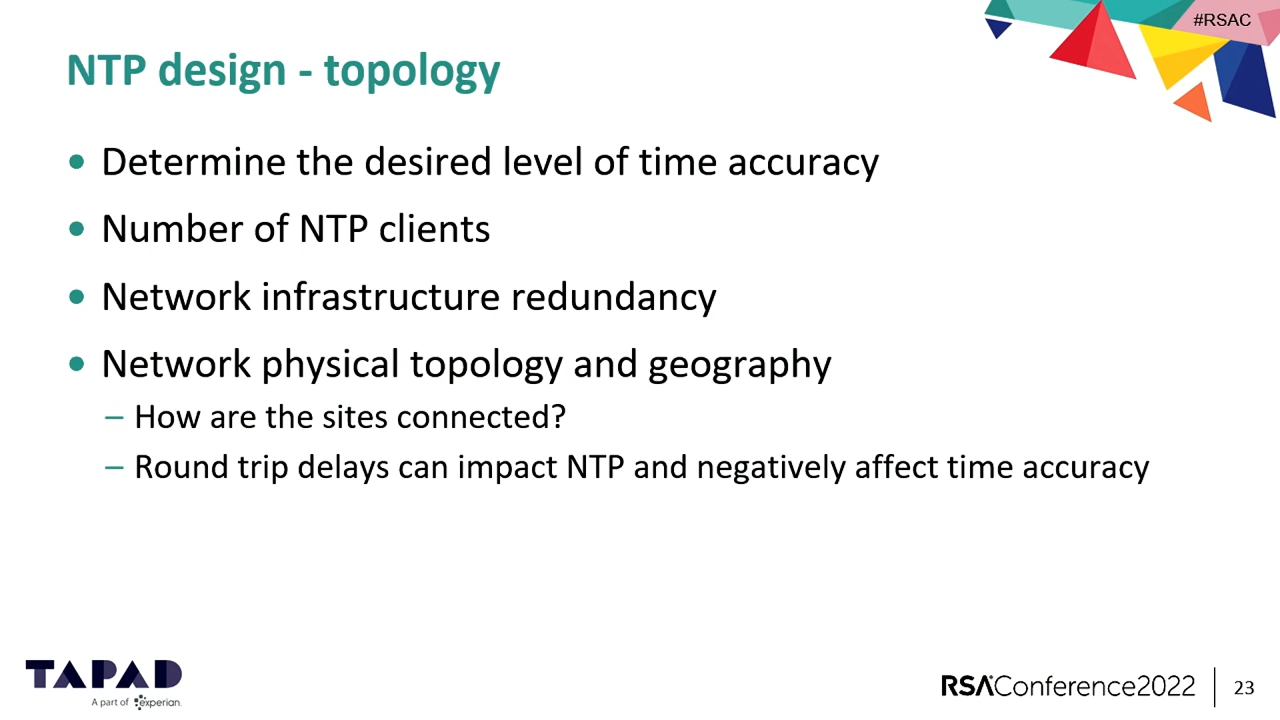 #RSAC
NTP design - topology
• Determine the desired level of time accuracy
• Number of NTP clients
• Network infrastructure redundancy
• Network physical topology and geography
– How are the sites connected?
– Round trip delays can impact NTP and negatively affect time accuracy
TAPAD
A part of experian.
RSAConference2022
23